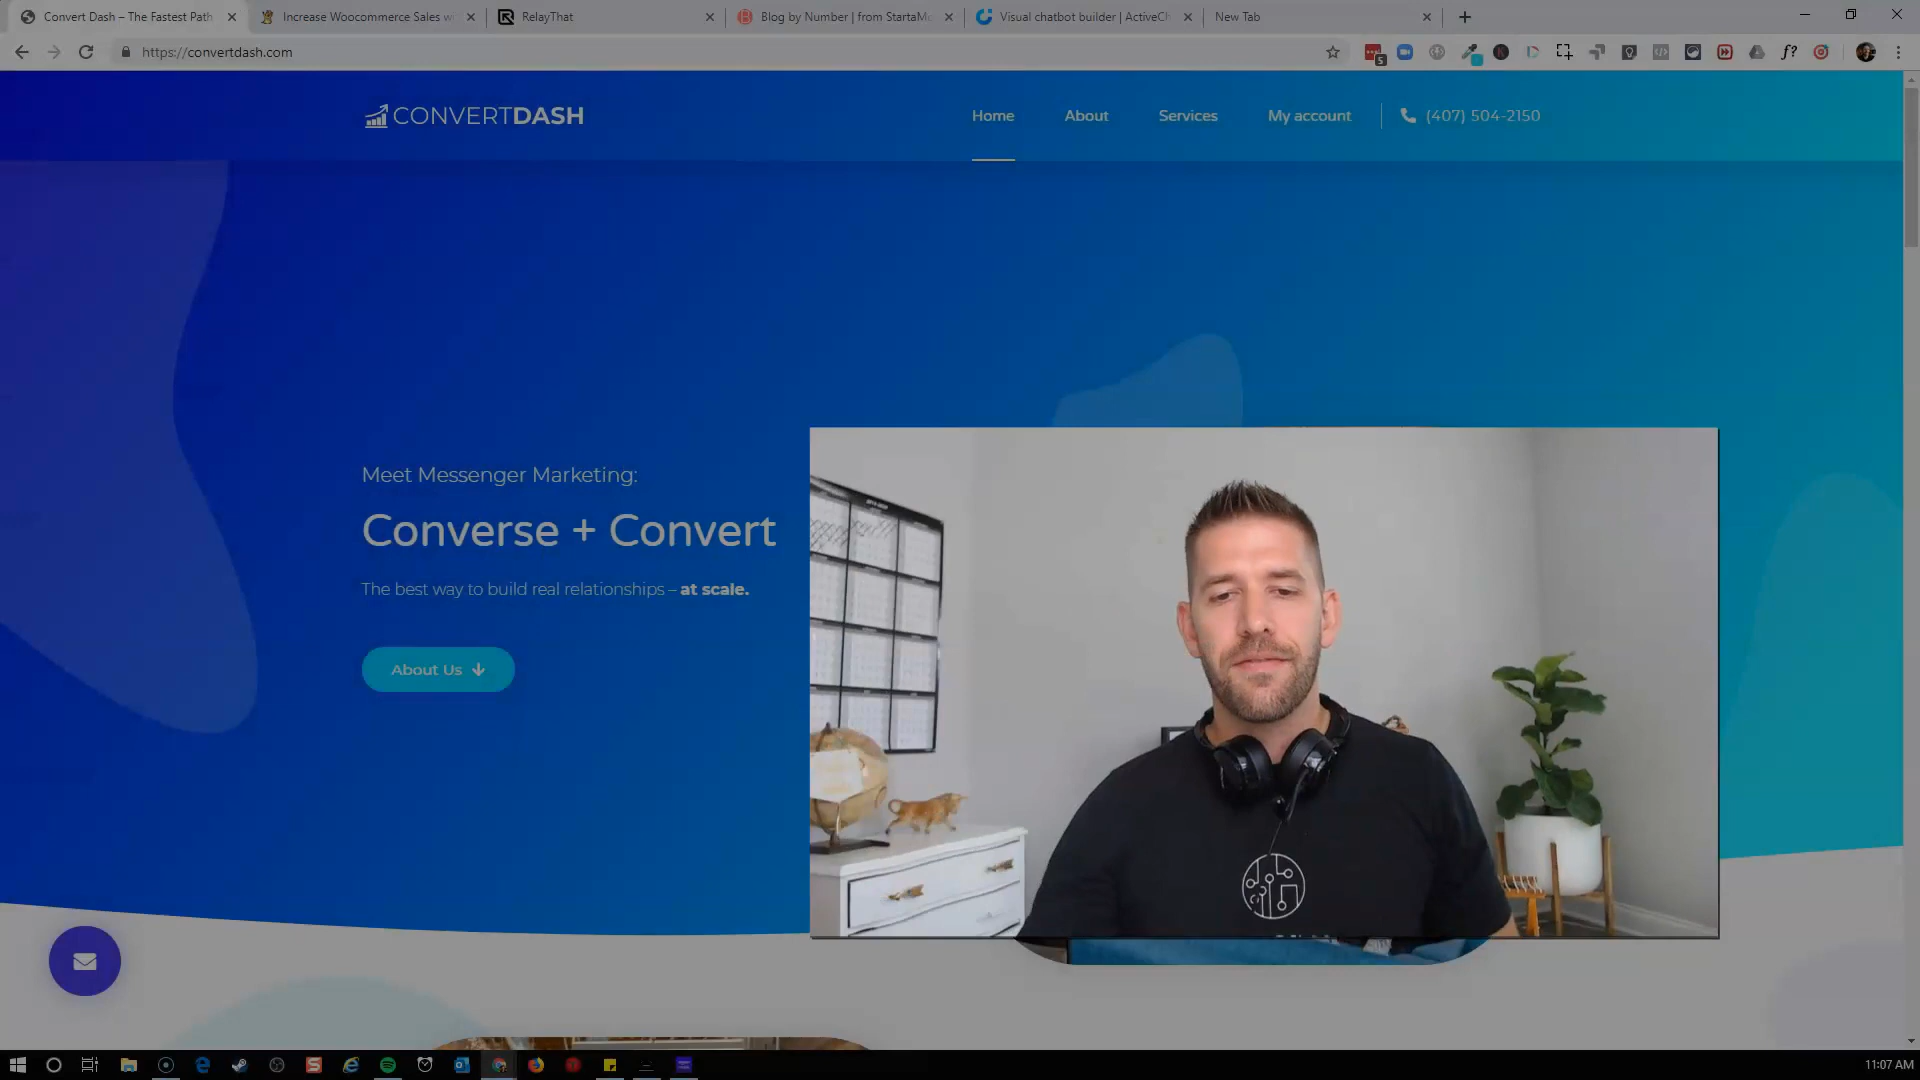 Convert Dash – The Fastest Path
Increase Woocommerce Sales w
RelayThat
Blog by Number | from StartaMo
Visual chatbot builder | ActiveCh
New Tab
https://convertdash.com
5
f?
CONVERTDASH
Home
About
Services
My account
(407) 504-2150
Meet Messenger Marketing:
Converse + Convert
The best way to build real relationships – at scale.
About Us
11:07 AM